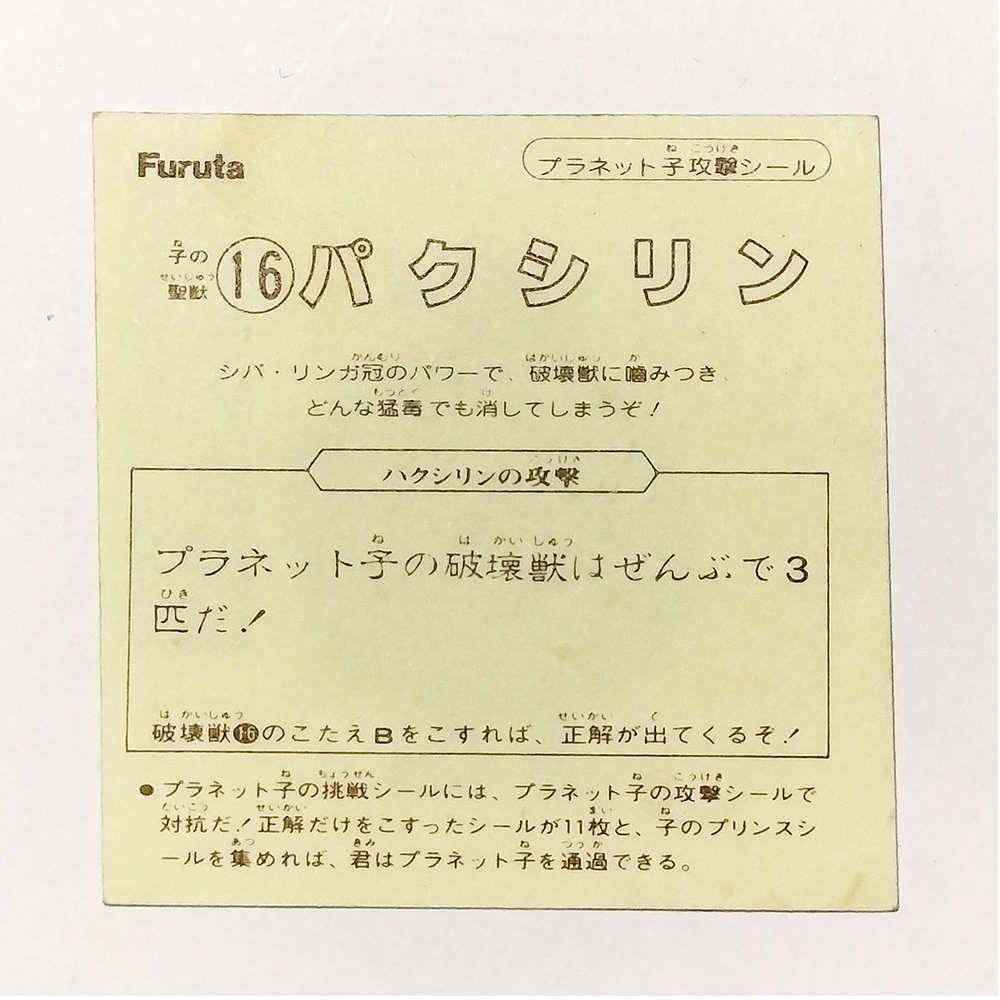 Furuta
プラネット子攻撃シール
子の聖獣 16 パクシリン
シバ・リンガ冠のパワーで、破壊獣に嚙みつき、
どんな猛毒でも消してしまうぞ!
ハクシリンの攻撃
プラネット子の破壊獣はぜんぶで3
匹だ!
破壊獣16のこたえBをこすれば、正解が出てくるぞ!
●プラネット子の挑戦シールには、プラネット子の攻撃シールで
対抗だ!正解だけをこすったシールが11枚と、子のプリンスシ
ールを集めれば、君はプラネット子を通過できる。